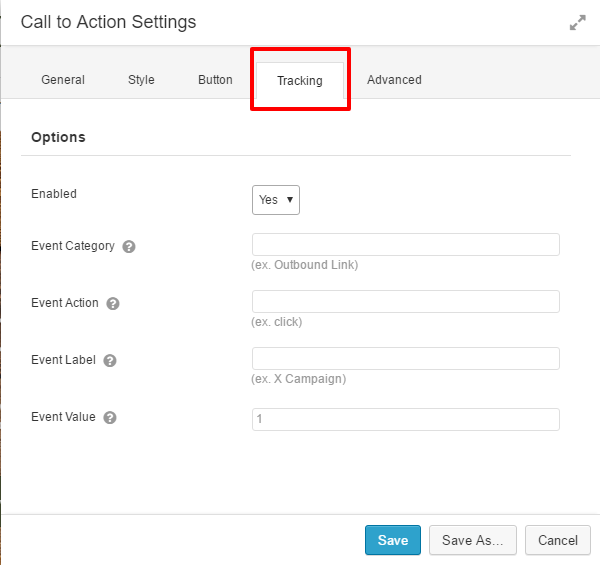 Call to Action Settings
General Style Button Tracking Advanced
Options
Enabled Yes
Event Category ?
(ex. Outbound Link)
Event Action ?
(ex. click)
Event Label ?
(ex. X Campaign)
Event Value ? 1
Save Save As... Cancel